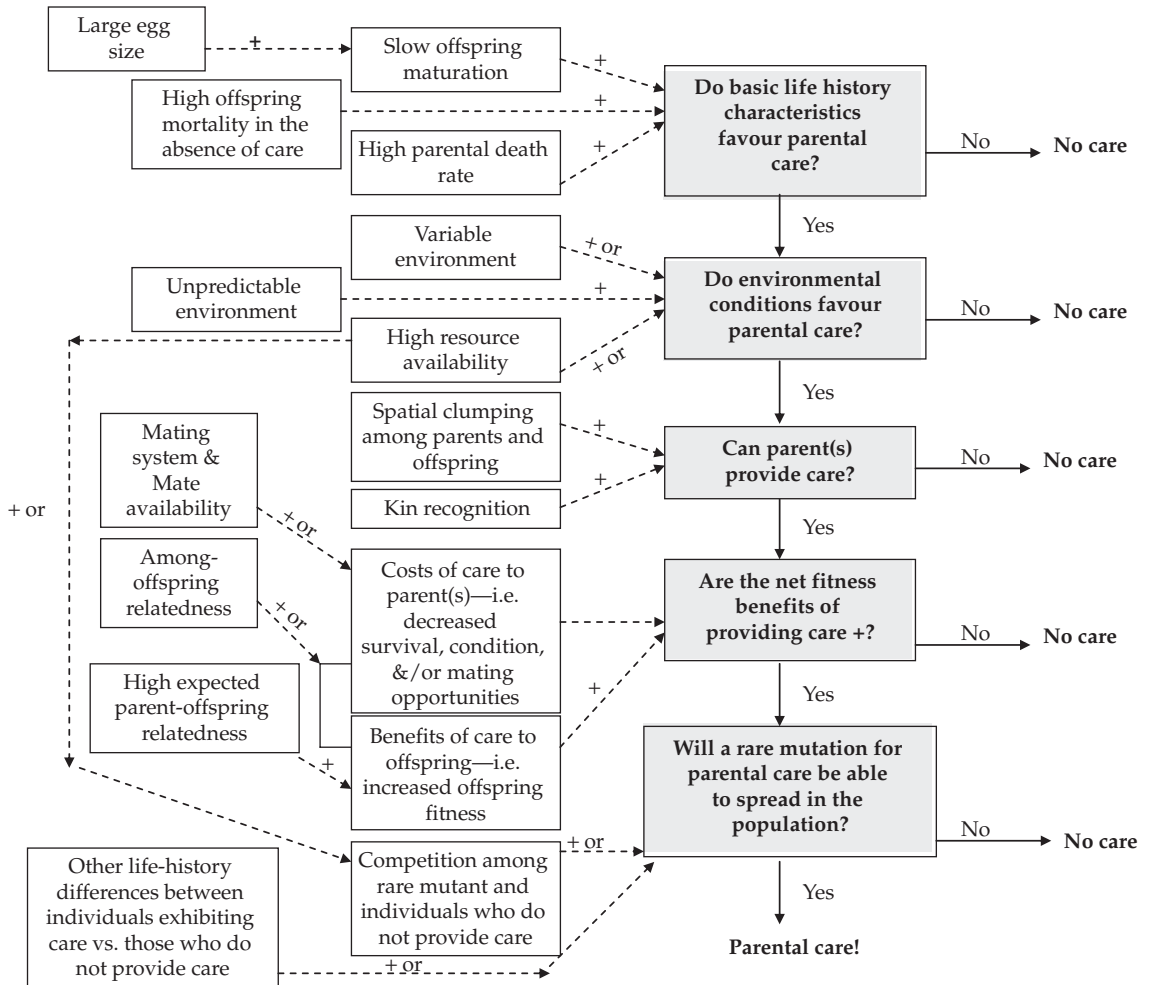 Large egg
size
+
Slow offspring
maturation
+
High offspring
mortality in the
absence of care
+
High parental death
rate
+
Do basic life history
characteristics
favour parental
care?
No
No care
Yes
Variable
environment
+ or
Unpredictable
environment
+
High resource
availability
+ or
Do environmental
conditions favour
parental care?
No
No care
Yes
+ or
Spatial clumping
among parents and
offspring
+
Kin recognition
+
Can parent(s)
provide care?
No
No care
Yes
Mating
system &
Mate
availability
+ or
Among-
offspring
relatedness
+ or
High expected
parent-offspring
relatedness
+
Costs of care to
parent(s)—i.e.
decreased
survival, condition,
&/or mating
opportunities
Benefits of care to
offspring—i.e.
increased offspring
fitness
+
Are the net fitness
benefits of
providing care +?
No
No care
Yes
Other life-history
differences between
individuals exhibiting
care vs. those who do
not provide care
+ or
Competition among
rare mutant and
individuals who do
not provide care
+ or
Will a rare mutation for
parental care be able
to spread in the
population?
No
No care
Yes
Parental care!